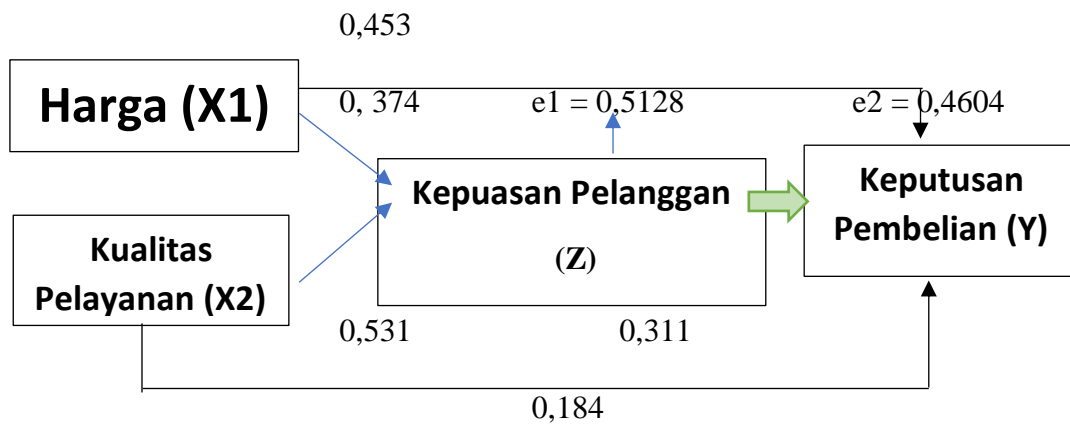 0,453
Harga (X1)
0, 374
e1 = 0,5128
e2 = 0,4604
Kepuasan Pelanggan
(Z)
Keputusan
Pembelian (Y)
Kualitas
Pelayanan (X2)
0,531
0,311
0,184